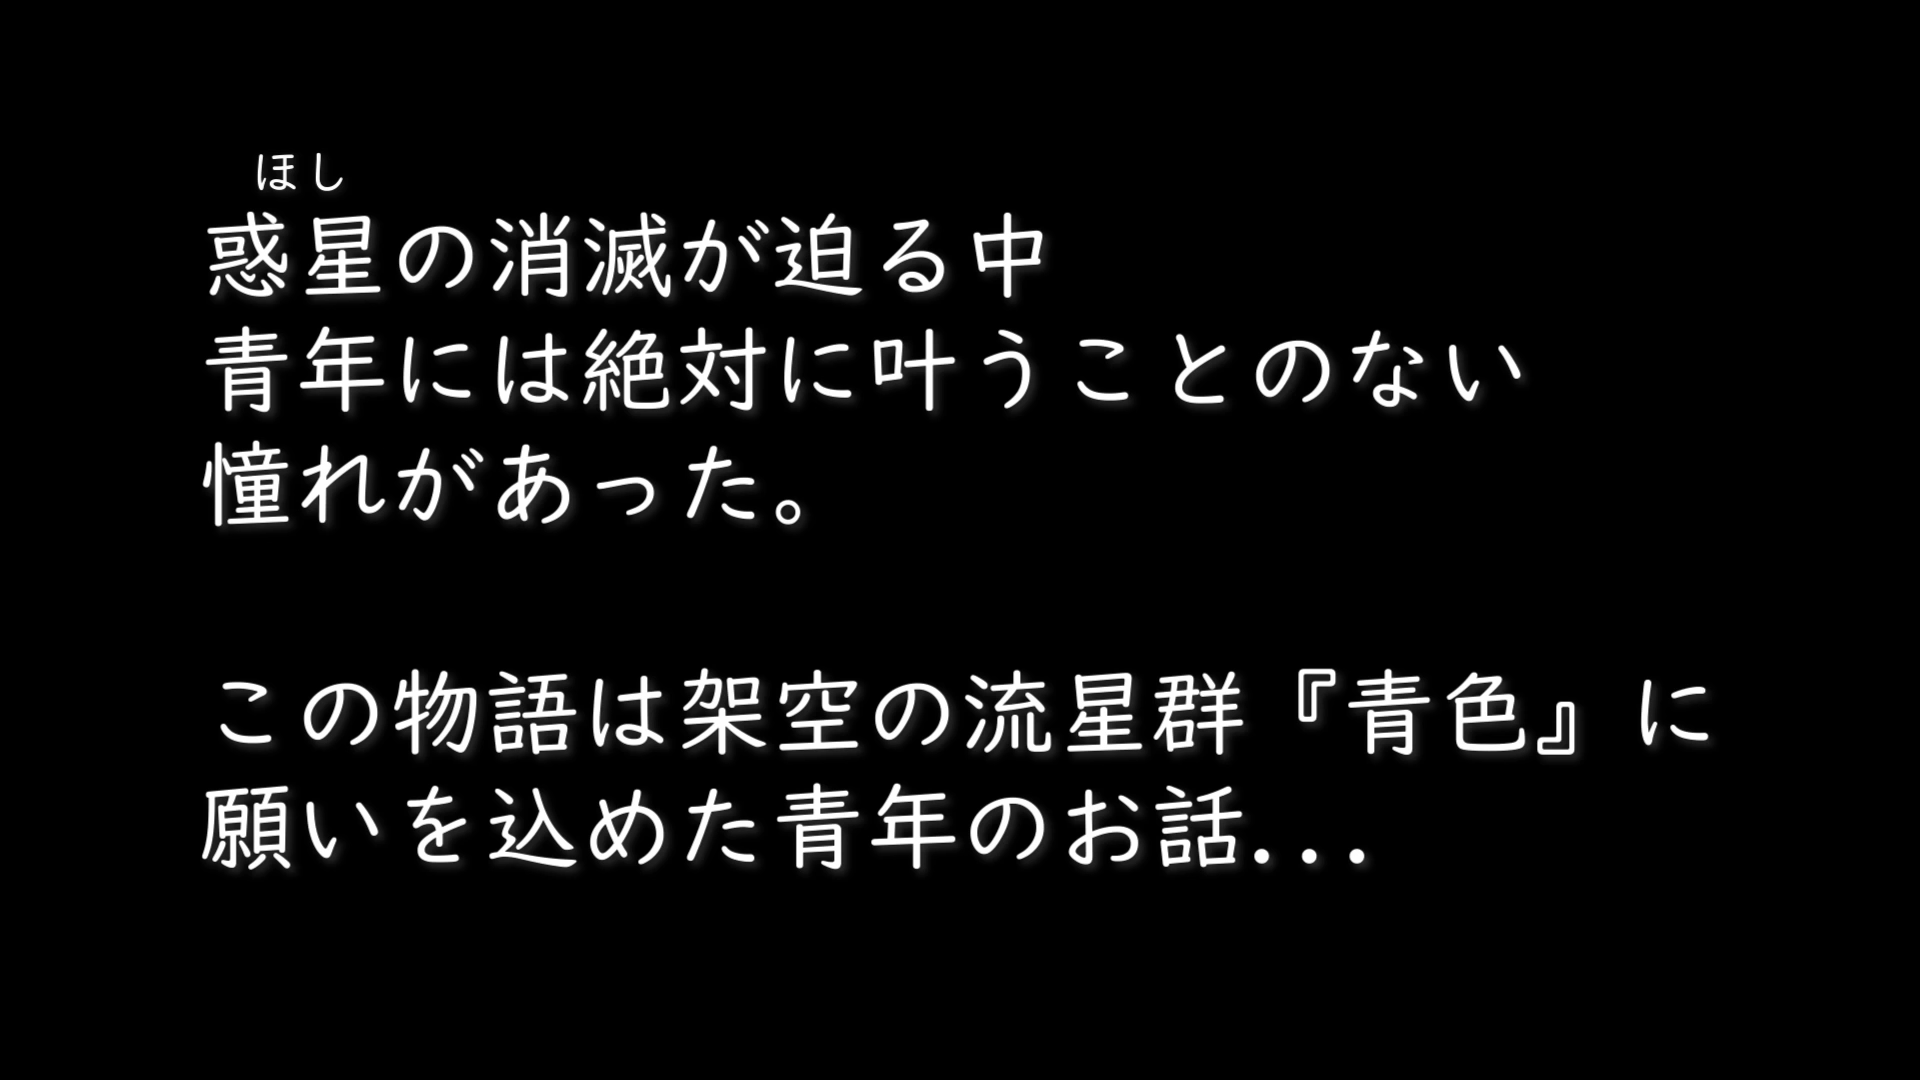 ほし
惑星の消滅が迫る中
青年には絶対に叶うことのない
憧れがあった。
この物語は架空の流星群『青色』に
願いを込めた青年のお話...